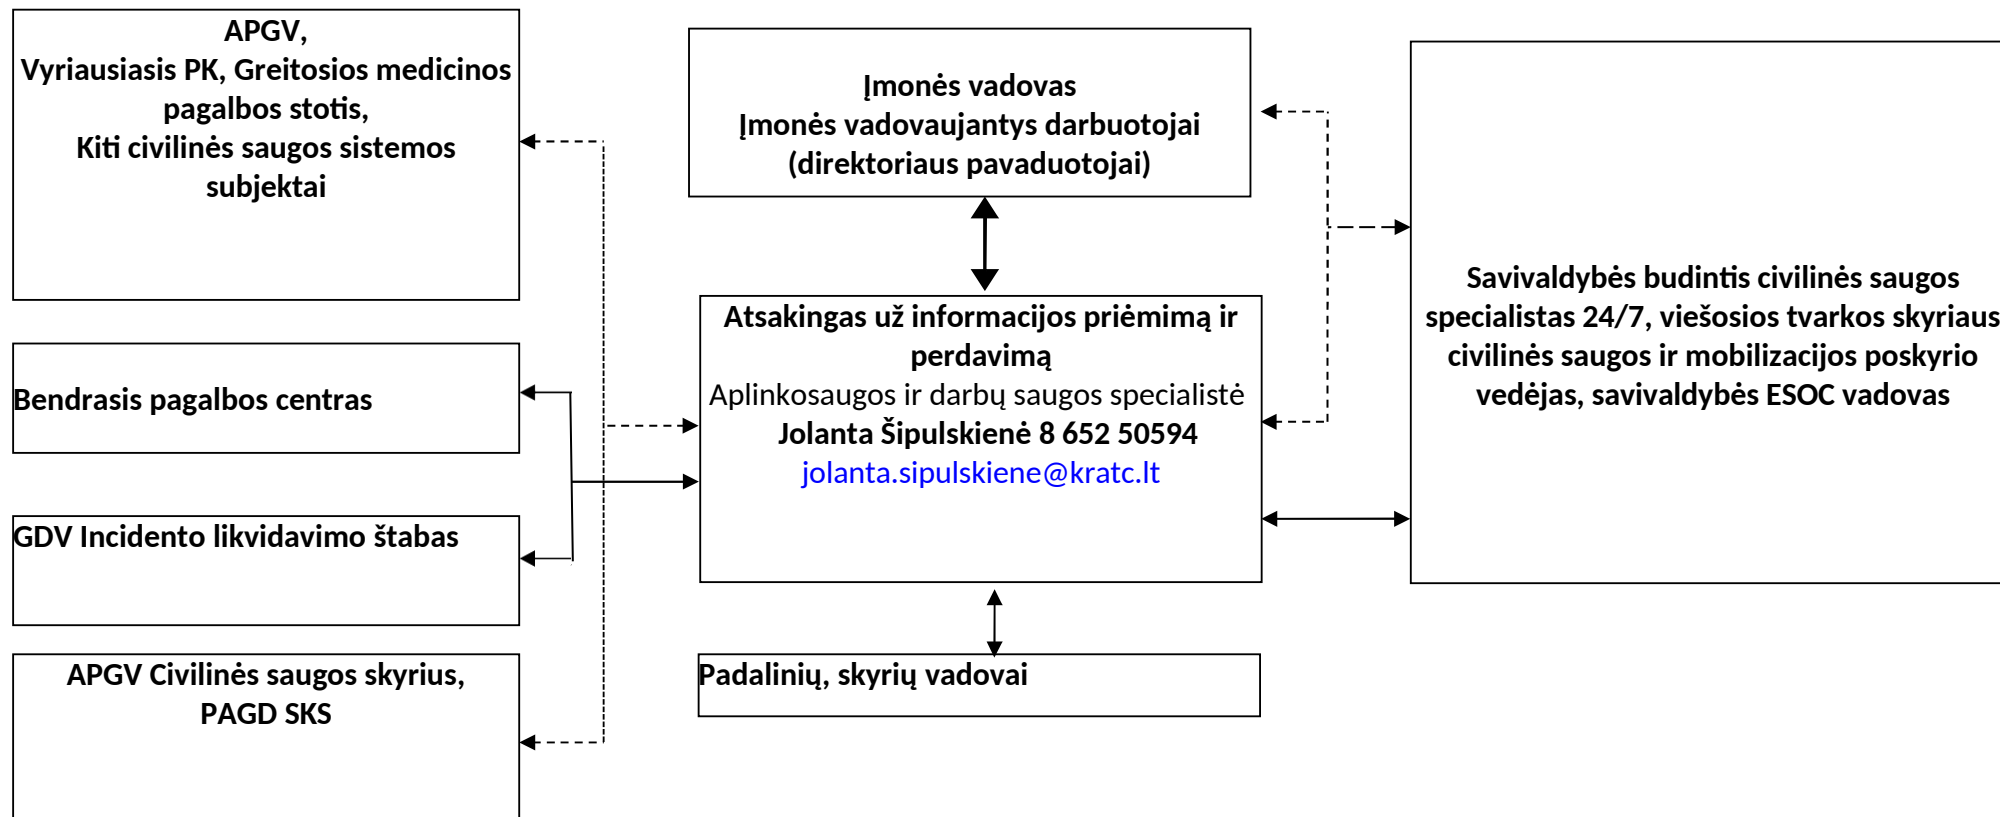 APGV,
Vyriausiasis PK, Greitosios medicinos
pagalbos stotis,
Kiti civilinės saugos sistemos
subjektai
Bendrasis pagalbos centras
GDV Incidento likvidavimo štabas
APGV Civilinės saugos skyrius,
PAGD SKS
Įmonės vadovas
Įmonės vadovaujantys darbuotojai
(direktoriaus pavaduotojai)
Atsakingas už informacijos priėmimą ir
perdavimą
Aplinkosaugos ir darbų saugos specialistė
Jolanta Šipulskienė 8 652 50594
jolanta.sipulskiene@kratc.lt
Padalinių, skyrių vadovai
Savivaldybės budintis civilinės saugos
specialistas 24/7, viešosios tvarkos skyriaus
civilinės saugos ir mobilizacijos poskyrio
vedėjas, savivaldybės ESOC vadovas